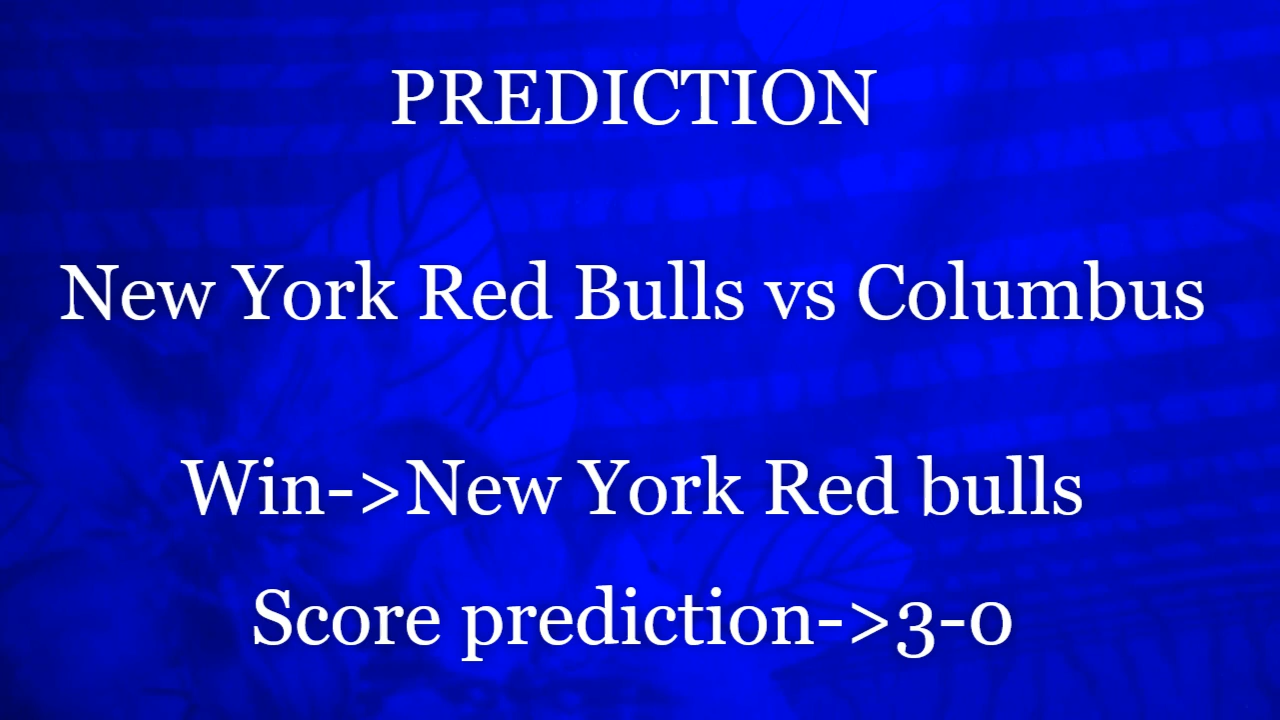 PREDICTION
New York Red Bulls vs Columbus
Win->New York Red bulls
Score prediction->3-0